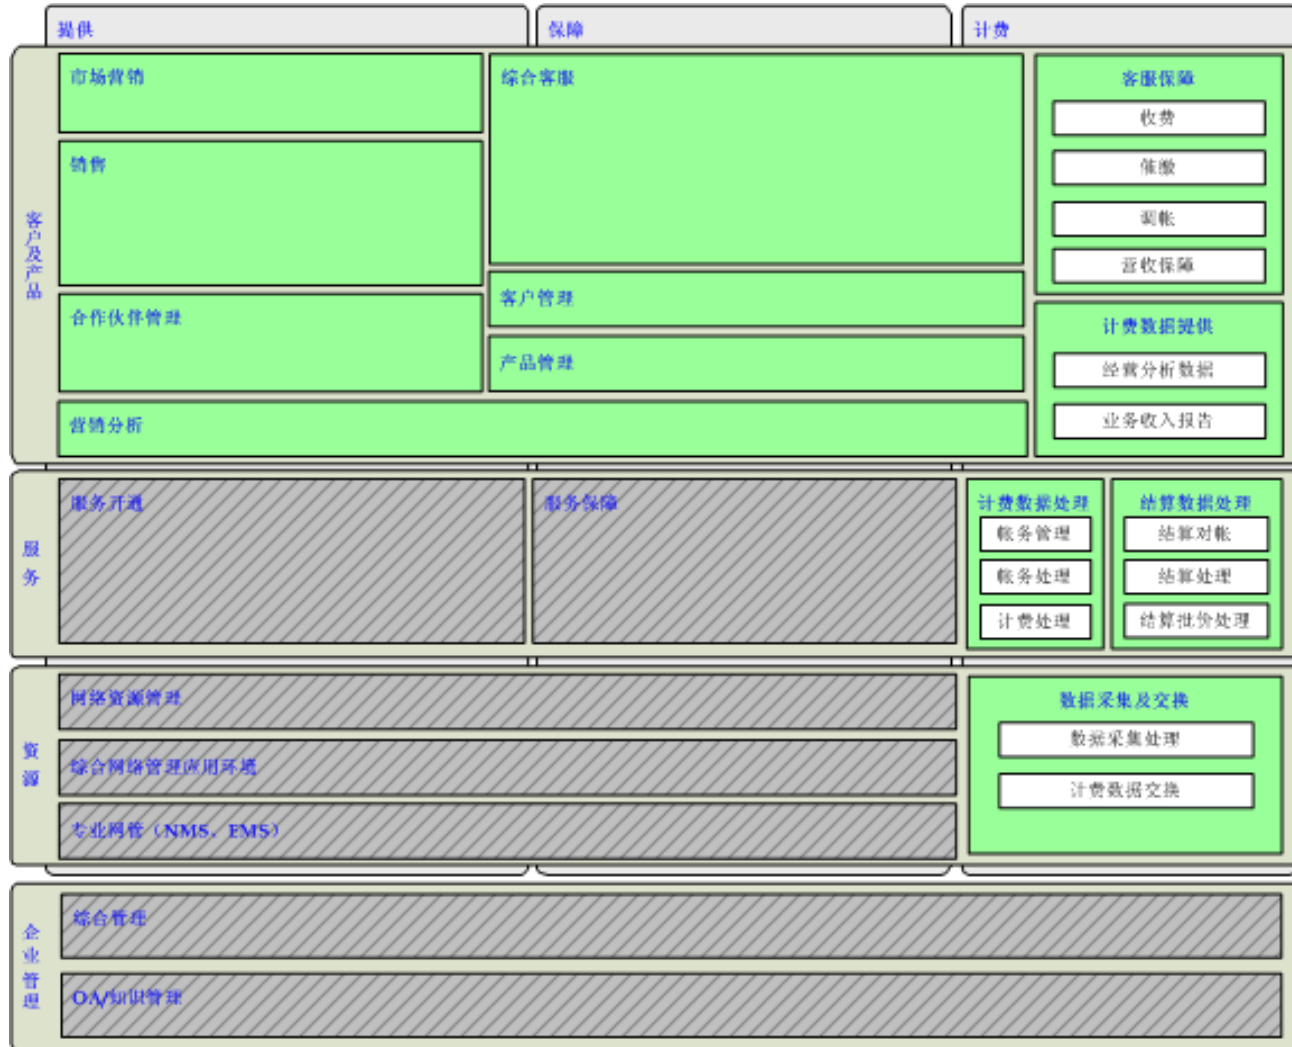 提供
保障
计费
客户及产品
市场营销
销售
合作伙伴管理
综合客服
客户管理
产品管理
营销分析
客服保障
收费
催缴
调帐
营收保障
计费数据提供
经营分析数据
业务收入报告
服务
服务开通
服务保障
计费数据处理
帐务管理
帐务处理
计费处理
结算数据处理
结算对帐
结算处理
结算批价处理
资源
网络资源管理
综合网络管理应用环境
专业网管（NMS，EMS）
数据采集及交换
数据采集处理
计费数据交换
企业管理
综合管理
OA/知识管理